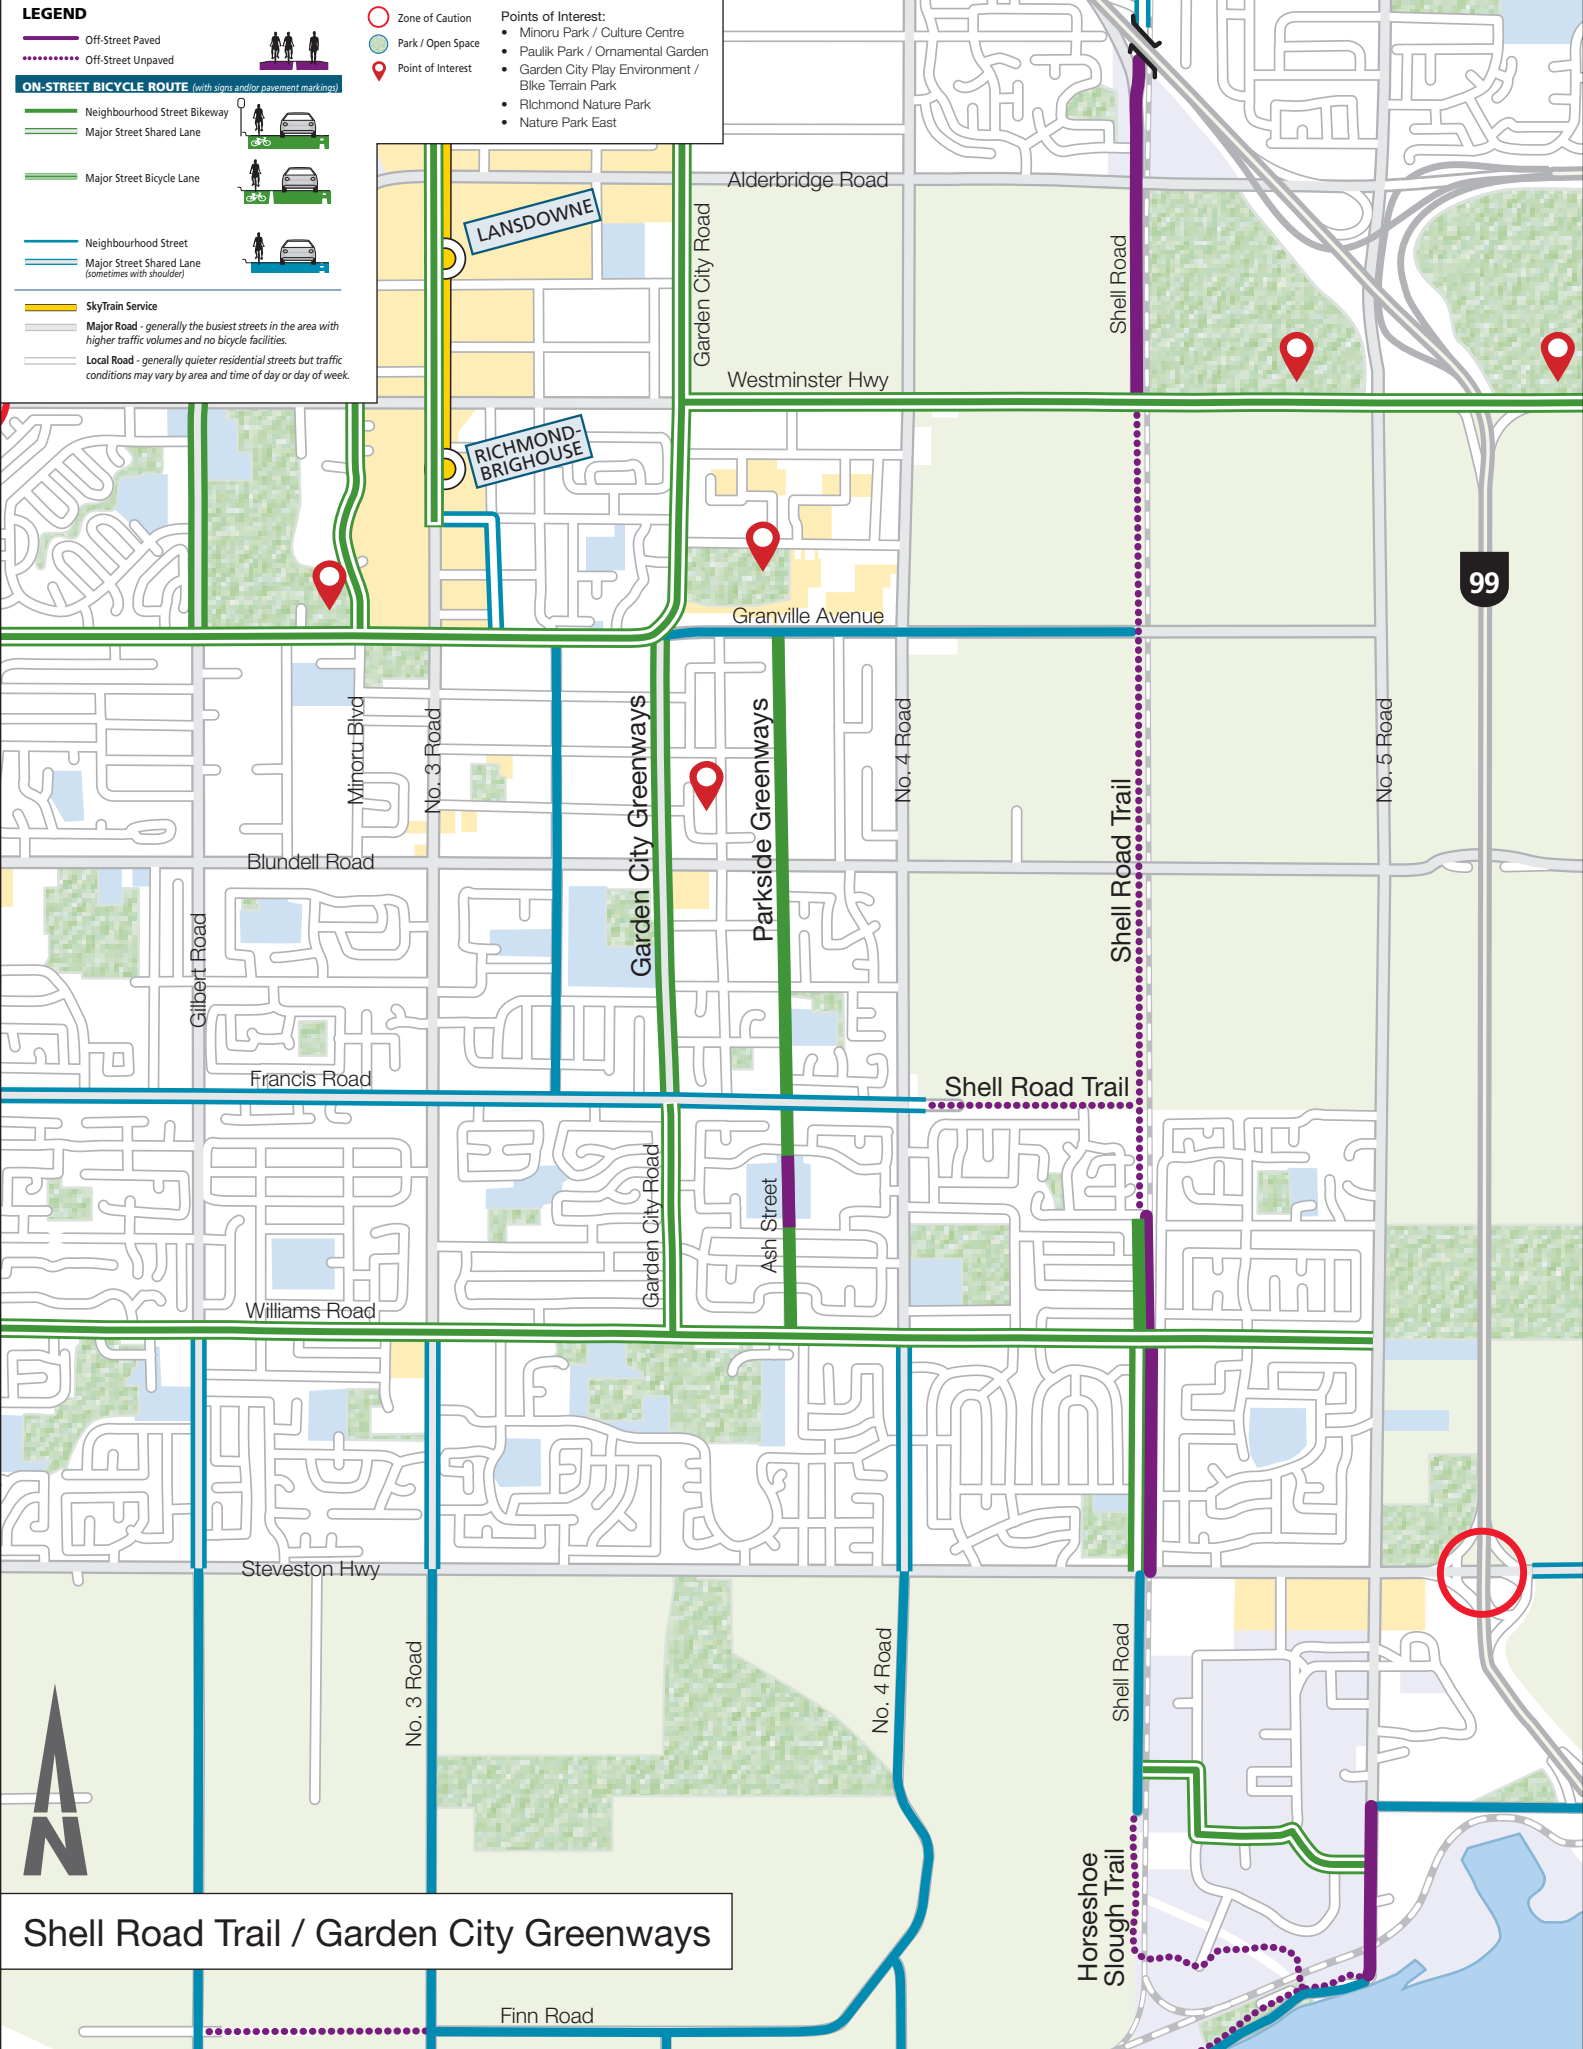 LEGEND
Off-Street Paved
Off-Street Unpaved
ON-STREET BICYCLE ROUTE (with signs and/or pavement markings)
Neighbourhood Street Bikeway
Major Street Shared Lane
Major Street Bicycle Lane
Neighbourhood Street
Major Street Shared Lane
(sometimes with shoulder)
SkyTrain Service
Major Road - generally the busiest streets in the area with
higher traffic volumes and no bicycle facilities.
Local Road - generally quieter residential streets but traffic
conditions may vary by area and time of day or day of week.
Zone of Caution
Park / Open Space
Point of Interest
Points of Interest:
• Minoru Park / Culture Centre
• Paulik Park / Ornamental Garden
• Garden City Play Environment /
BIke Terrain Park
• RIchmond Nature Park
• Nature Park East
Alderbridge Road
LANSDOWNE
Garden City Road
Shell Road
Westminster Hwy
RICHMOND-
BRIGHOUSE
99
Granville Avenue
Minoru Blvd
No. 3 Road
Garden City Greenways
Parkside Greenways
No. 4 Road
Shell Road Trail
No. 5 Road
Blundell Road
Gilbert Road
Francis Road
Shell Road Trail
Garden City Road
Ash Street
Williams Road
Steveston Hwy
No. 3 Road
No. 4 Road
Shell Road
Horseshoe
Slough Trail
N
Shell Road Trail / Garden City Greenways
Finn Road